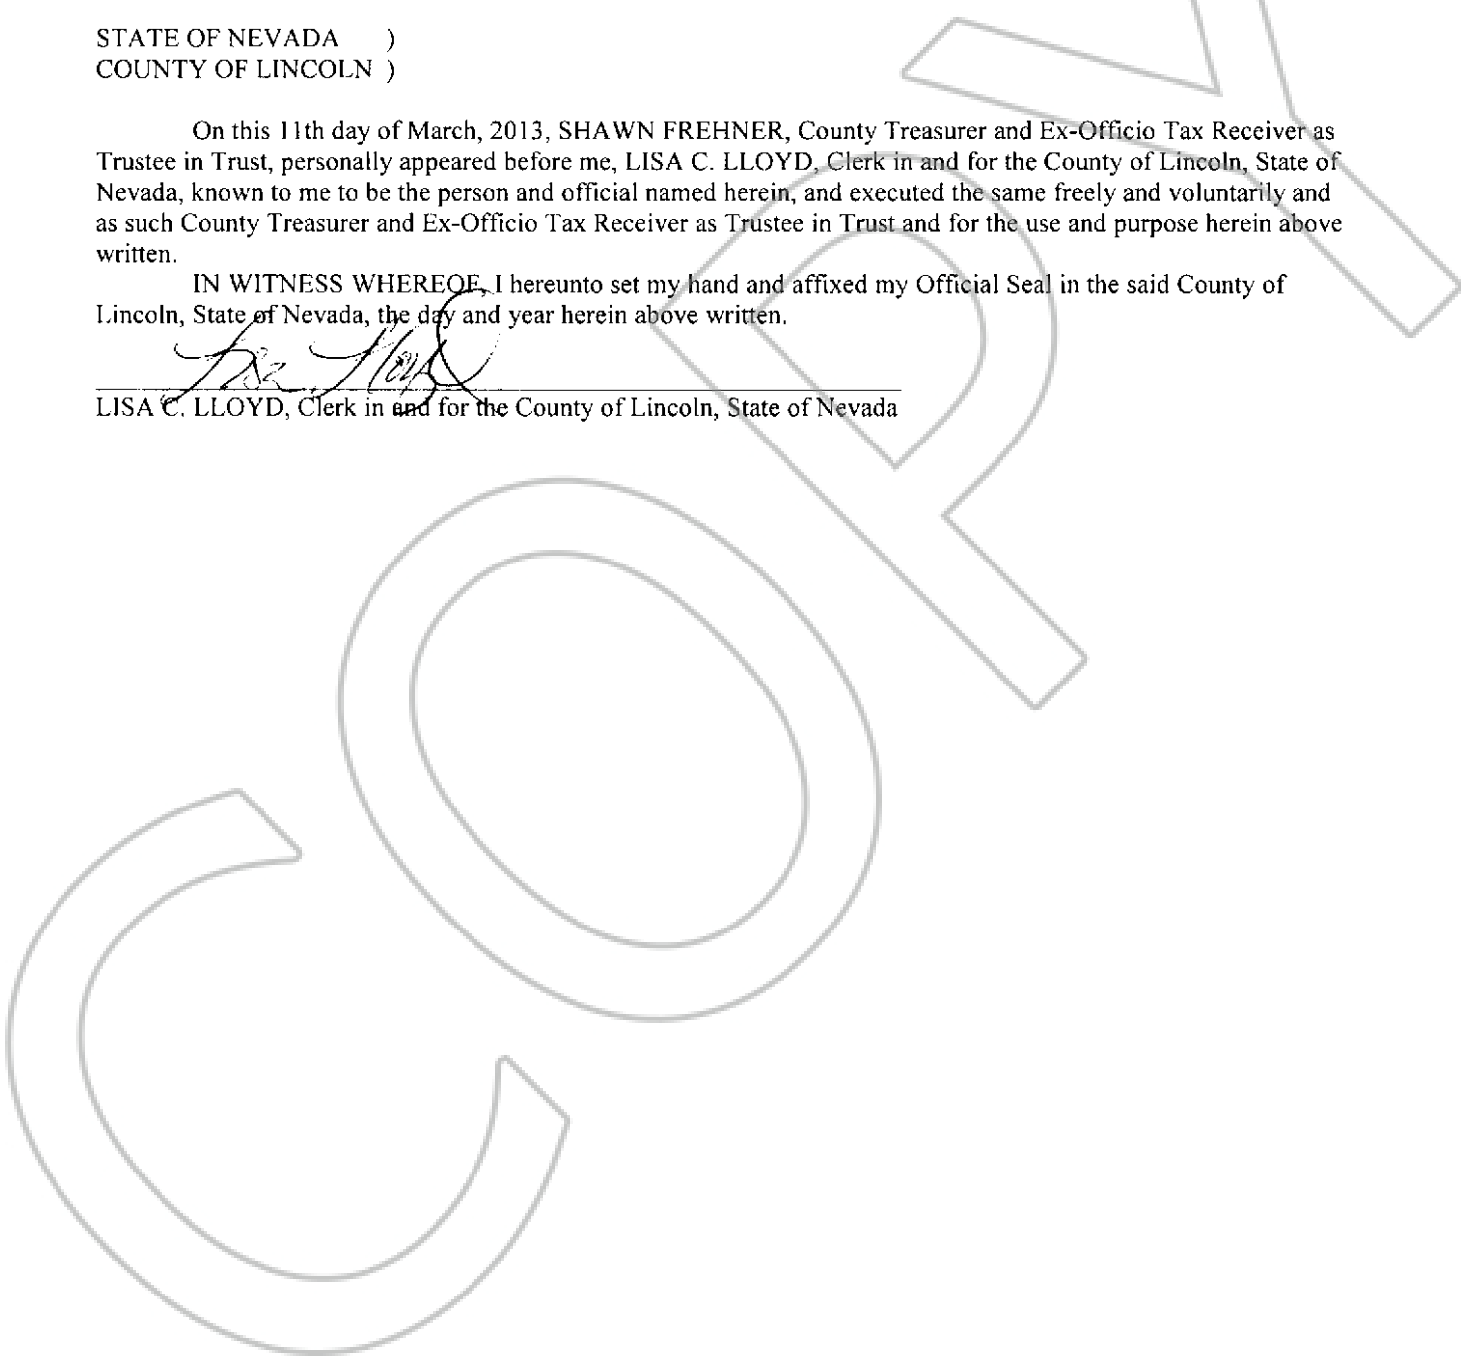 STATE OF NEVADA )
COUNTY OF LINCOLN )
On this 11th day of March, 2013, SHAWN FREHNER, County Treasurer and Ex-Officio Tax Receiver as
Trustee in Trust, personally appeared before me, LISA C. LLOYD, Clerk in and for the County of Lincoln, State of
Nevada, known to me to be the person and official named herein, and executed the same freely and voluntarily and
as such County Treasurer and Ex-Officio Tax Receiver as Trustee in Trust and for the use and purpose herein above
written.
IN WITNESS WHEREOF, I hereunto set my hand and affixed my Official Seal in the said County of
Lincoln, State of Nevada, the day and year herein above written.
Lisa Lloyd
LISA C. LLOYD, Clerk in and for the County of Lincoln, State of Nevada
COPY